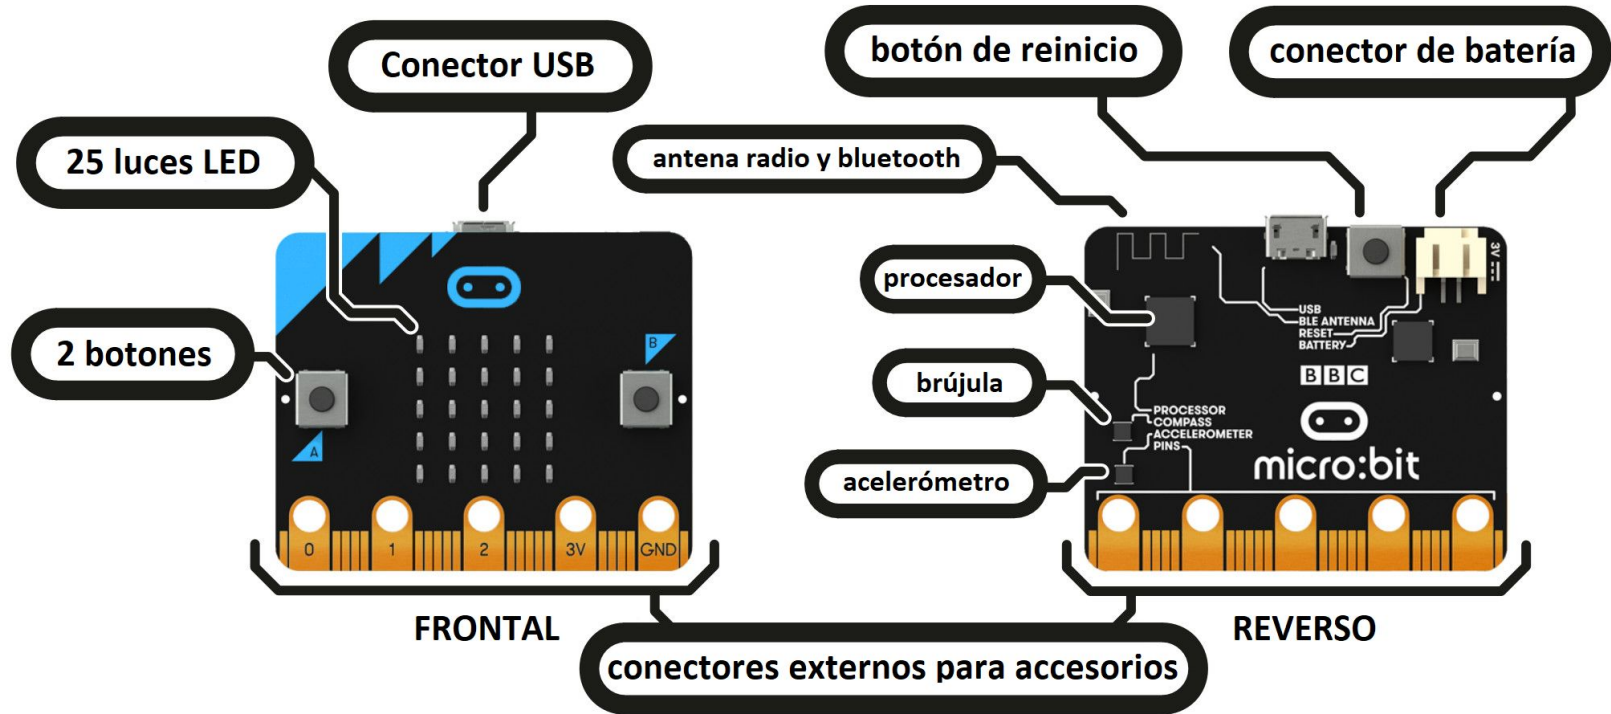 Conector USB
botón de reinicio
conector de batería
25 luces LED
antena radio y bluetooth
procesador
2 botones
brújula
acelerómetro
B
A
0
1
2
3V
GND
3V
USB
BLE ANTENNA
RESET
BATTERY
BBC
PROCESSOR
COMPASS
ACCELEROMETER
PINS
micro:bit
FRONTAL
REVERSO
conectores externos para accesorios